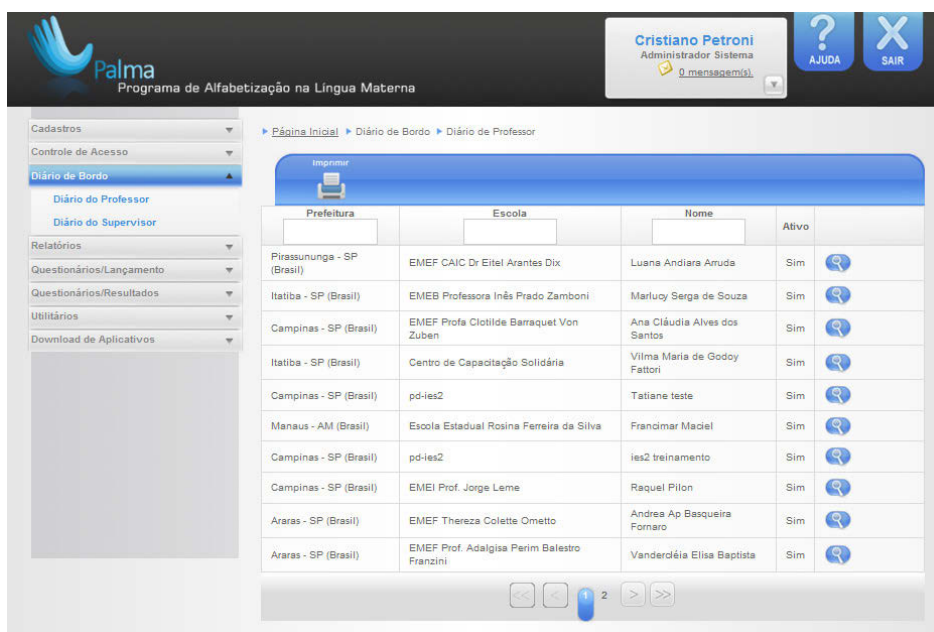 Palma
Programa de Alfabetização na Língua Materna
Cristiano Petroni
Administrador Sistema
0 mensagem(s).
?
AJUDA
X
SAIR
Cadastros
Controle de Acesso
Diário de Bordo
Diário do Professor
Diário do Supervisor
Relatórios
Questionários/Lançamento
Questionários/Resultados
Utilitários
Download de Aplicativos
Página Inicial Diário de Bordo Diário de Professor
Imprimir
Prefeitura Escola Nome Ativo
Pirassununga - SP
(Brasil)
EMEF CAIC Dr Eitel Arantes Dix
Luana Andiara Arruda
Sim
Itatiba - SP (Brasil)
EMEB Professora Inês Prado Zamboni
Marlucy Serga de Souza
Sim
Campinas - SP (Brasil)
EMEF Profa Clotilde Barraquet Von
Zuben
Ana Cláudia Alves dos
Santos
Sim
Itatiba - SP (Brasil)
Centro de Capacitação Solidária
Vilma Maria de Godoy
Fattori
Sim
Campinas - SP (Brasil)
pd-ies2
Tatiane teste
Sim
Manaus - AM (Brasil)
Escola Estadual Rosina Ferreira da Silva
Francimar Maciel
Sim
Campinas - SP (Brasil)
pd-ies2
ies2 treinamento
Sim
Campinas - SP (Brasil)
EMEI Prof. Jorge Leme
Raquel Pilon
Sim
Araras - SP (Brasil)
EMEF Thereza Colette Ometto
Andrea Ap Basqueira
Fornaro
Sim
Araras - SP (Brasil)
EMEF Prof. Adalgisa Perim Balestro
Franzini
Vandercléia Elisa Baptista
Sim
<< < 1 2 > >>